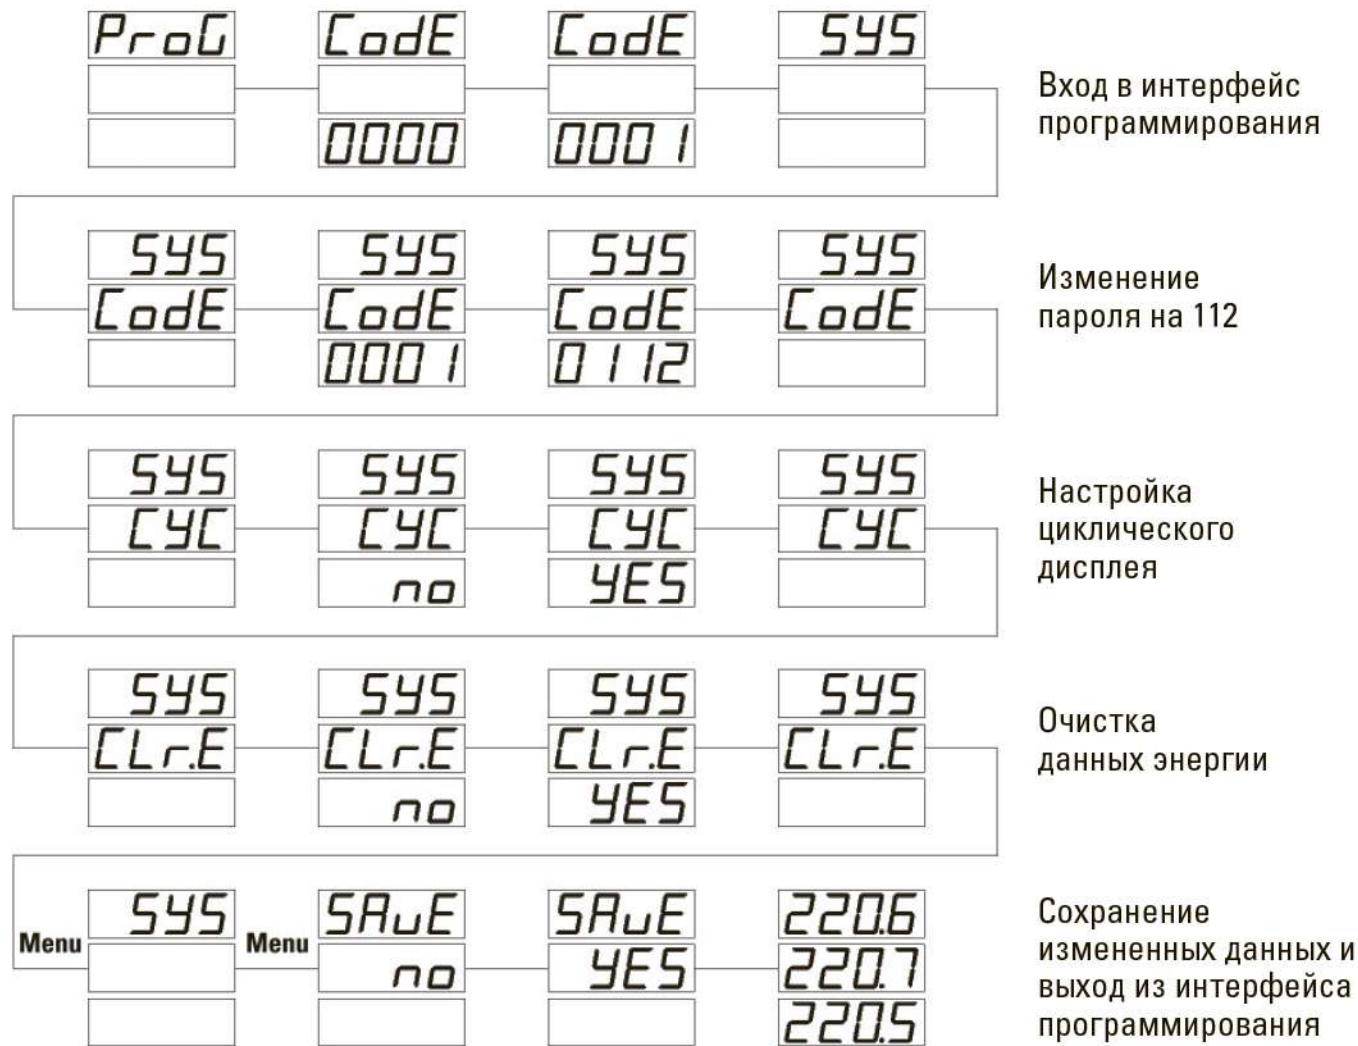 ProG CodE CodE SYS
0000 0001
Вход в интерфейс
программирования
SYS SYS SYS SYS
CodE CodE CodE CodE
0001 0112
Изменение
пароля на 112
SYS SYS SYS SYS
CYC CYC CYC CYC
no YES
Настройка
циклического
дисплея
SYS SYS SYS SYS
CLr.E CLr.E CLr.E CLr.E
no YES
Очистка
данных энергии
Menu SYS Menu SAvE SAvE 220.6
no YES 220.7
220.5
Сохранение
измененных данных и
выход из интерфейса
программирования